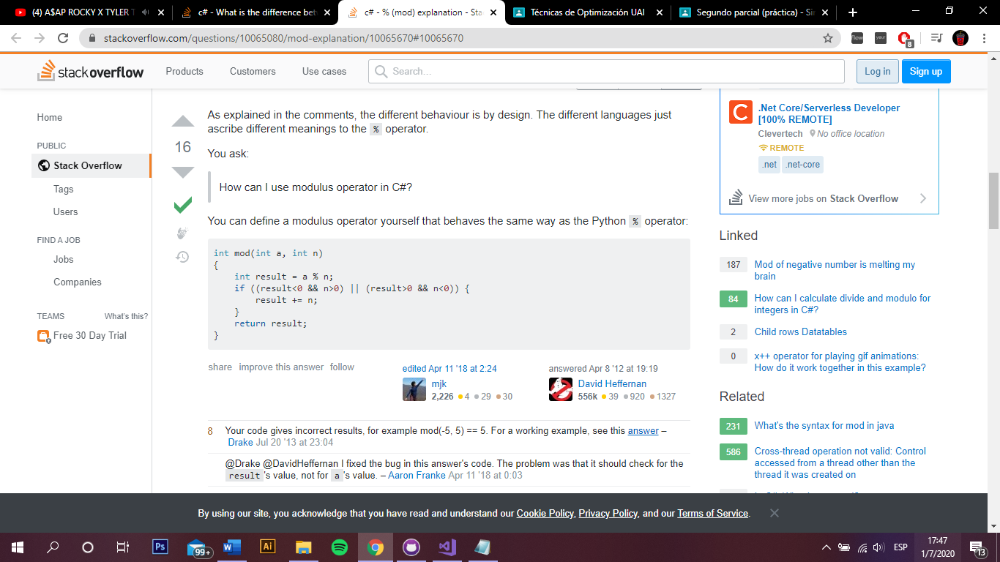 (4) A$AP ROCKY X TYLER T
c# - What is the difference bet
c# - % (mod) explanation - Sta
Técnicas de Optimización UAI
Segundo parcial (práctica) - Si
stackoverflow.com/questions/10065080/mod-explanation/10065670#10065670
8
stackoverflow
Products
Customers
Use cases
Search...
Log in
Sign up
Home
PUBLIC
Stack Overflow
Tags
Users
FIND A JOB
Jobs
Companies
TEAMS
What's this?
Free 30 Day Trial
As explained in the comments, the different behaviour is by design. The different languages just
ascribe different meanings to the % operator.
16
You ask:
How can I use modulus operator in C#?
You can define a modulus operator yourself that behaves the same way as the Python % operator:
int mod(int a, int n)
{
    int result = a % n;
    if ((result<0 && n>0) || (result>0 && n<0)) {
        result += n;
    }
    return result;
}
share improve this answer follow
edited Apr 11 '18 at 2:24
mjk
2,226 4 29 30
answered Apr 8 '12 at 19:19
David Heffernan
556k 39 920 1327
8
Your code gives incorrect results, for example mod(-5, 5) == 5. For a working example, see this answer –
Drake Jul 20 '13 at 23:04
@Drake @DavidHeffernan I fixed the bug in this answer's code. The problem was that it should check for the
result 's value, not for a 's value. – Aaron Franke Apr 11 '18 at 0:03
.Net Core/Serverless Developer
[100% REMOTE]
Clevertech No office location
REMOTE
.net .net-core
View more jobs on Stack Overflow
Linked
187 Mod of negative number is melting my
brain
84 How can I calculate divide and modulo for
integers in C#?
2 Child rows Datatables
0 x++ operator for playing gif animations:
How do it work together in this example?
Related
231 What's the syntax for mod in java
586 Cross-thread operation not valid: Control
accessed from a thread other than the
thread it was created on
By using our site, you acknowledge that you have read and understand our Cookie Policy, Privacy Policy, and our Terms of Service.
Ps
99+
Ai
ESP
17:47
1/7/2020
13